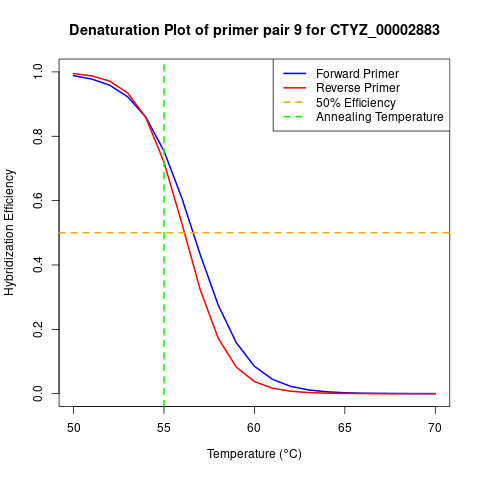 Denaturation Plot of primer pair 9 for CTYZ_00002883
Forward Primer
Reverse Primer
50% Efficiency
Annealing Temperature
Hybridization Efficiency
1.0
0.8
0.6
0.4
0.2
0.0
50 55 60 65 70
Temperature (°C)